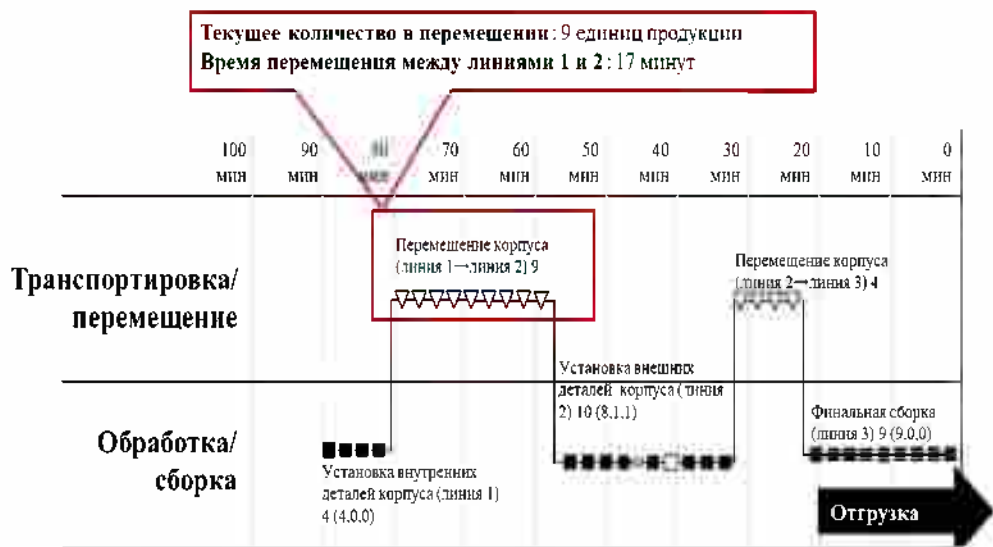 Текущее количество в перемещении: 9 единиц продукции
Время перемещения между линиями 1 и 2: 17 минут
100 90 70 60 50 40 30 20 10 0
мин мин мин мин мин мин мин мин мин мин мин
Транспортировка/
перемещение
Перемещение корпуса
(линия 1→линия 2) 9
Перемещение корпуса
(линия 2→линия 3) 4
Обработка/
сборка
Установка внутренних
деталей корпуса (линия 1)
4 (4.0.0)
Установка внешних
деталей корпуса (линия
2) 10 (8.1.1)
Финальная сборка
(линия 3) 9 (9.0.0)
Отгрузка